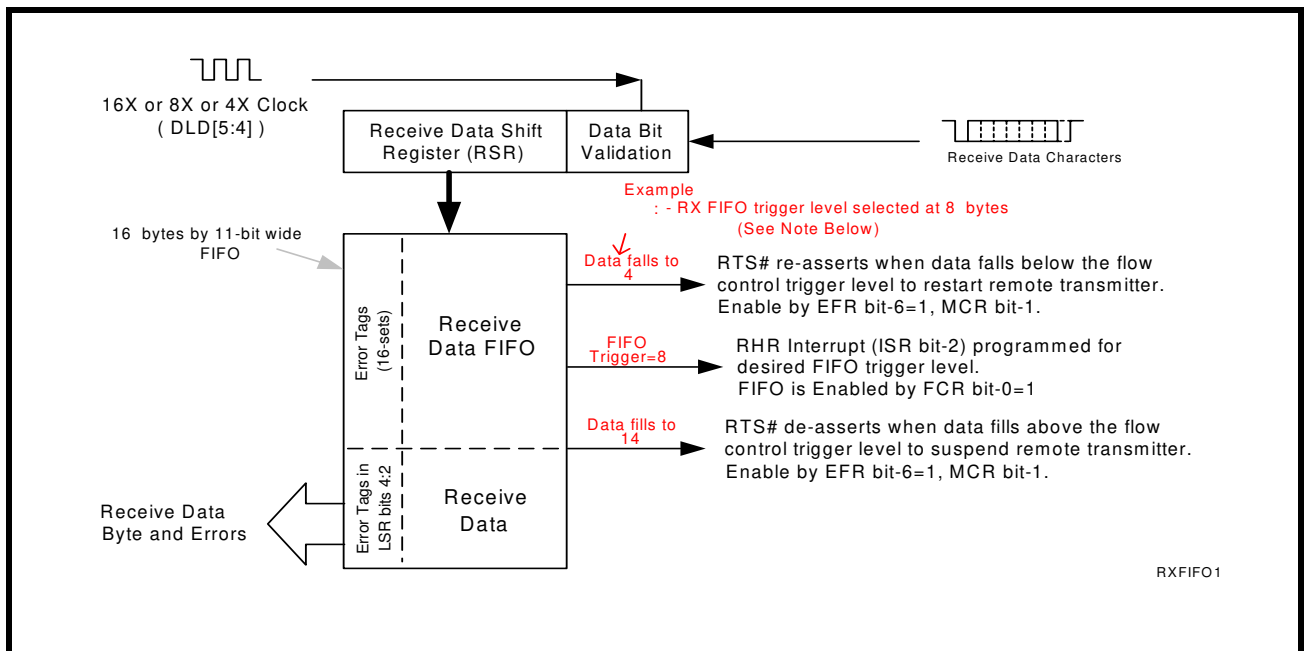 16X or 8X or 4X Clock
( DLD[5:4] )
Receive Data Shift
Register (RSR)
Data Bit
Validation
Receive Data Characters
Example
: - RX FIFO trigger level selected at 8 bytes
(See Note Below)
16 bytes by 11-bit wide
FIFO
Error Tags
(16-sets)
Receive
Data FIFO
Data falls to
4
RTS# re-asserts when data falls below the flow
control trigger level to restart remote transmitter.
Enable by EFR bit-6=1, MCR bit-1.
FIFO
Trigger=8
RHR Interrupt (ISR bit-2) programmed for
desired FIFO trigger level.
FIFO is Enabled by FCR bit-0=1
Data fills to
14
RTS# de-asserts when data fills above the flow
control trigger level to suspend remote transmitter.
Enable by EFR bit-6=1, MCR bit-1.
Error Tags in
LSR bits 4:2
Receive
Data
Receive Data
Byte and Errors
RXFIFO1